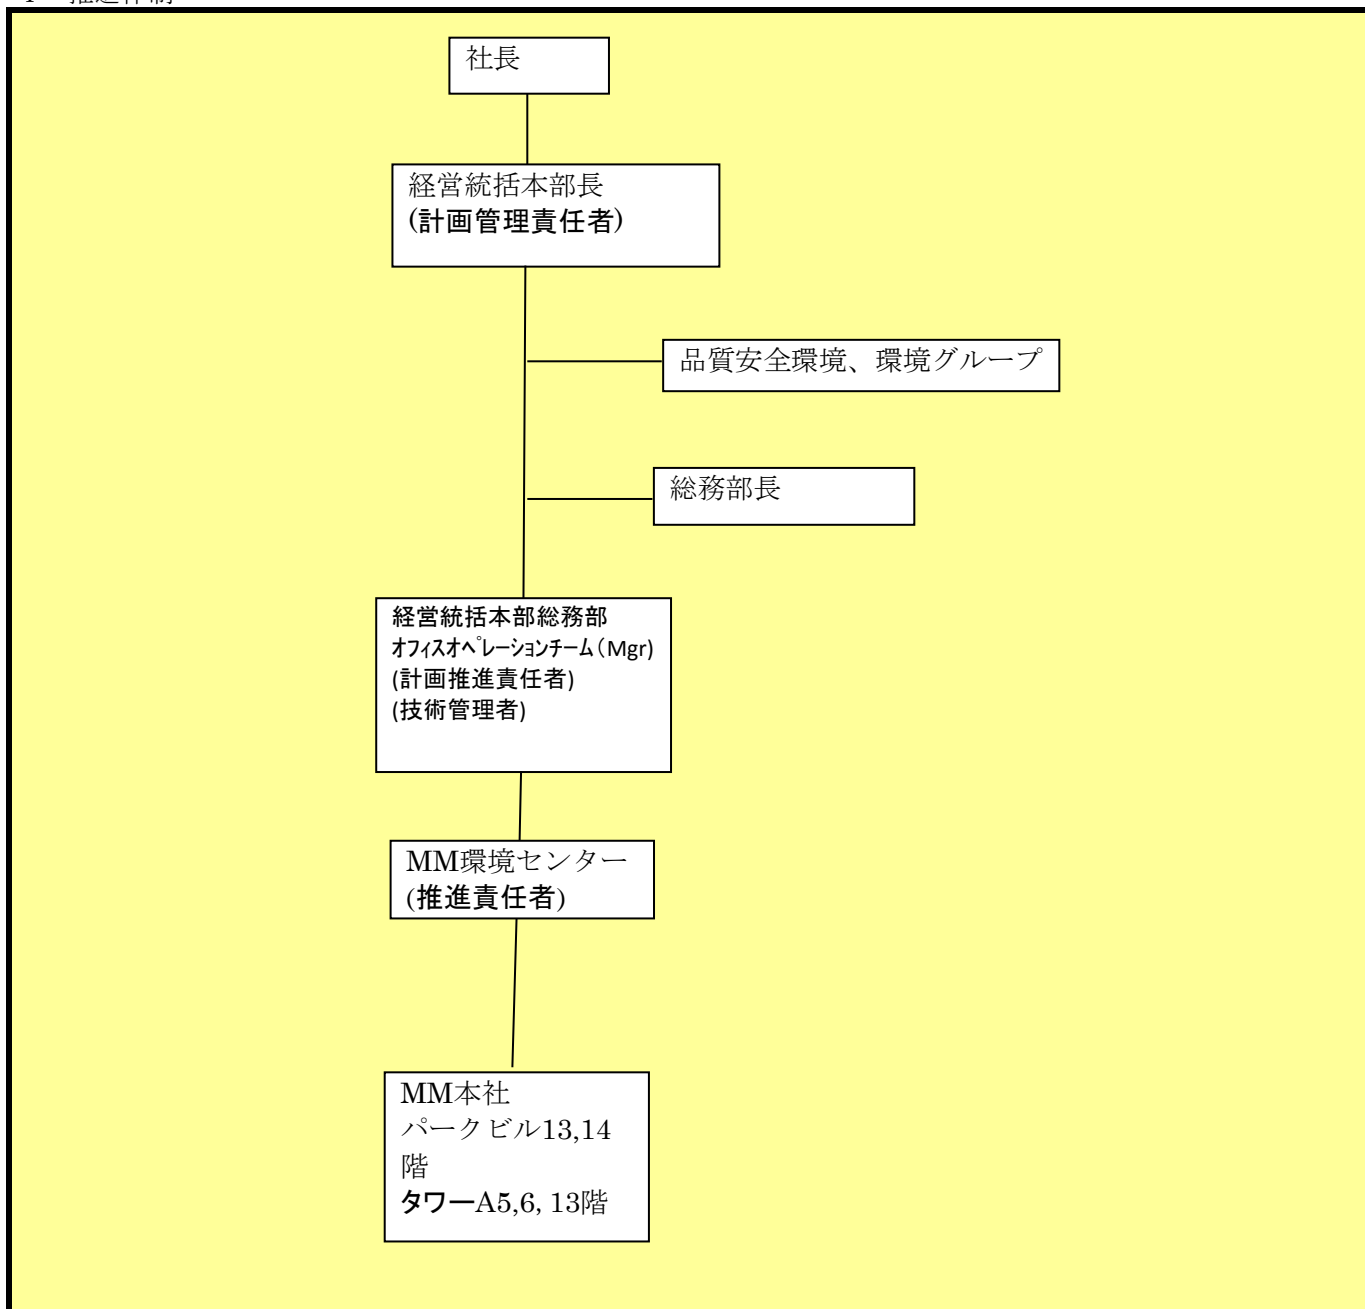 推進体制
社長
経営統括本部長
(計画管理責任者)
品質安全環境、環境グループ
総務部長
経営統括本部総務部
ｵﾌｨｽｵﾍﾟﾚｰｼｮﾝﾁｰﾑ(Mgr)
(計画推進責任者)
(技術管理者)
MM環境センター
(推進責任者)
MM本社
パークビル13,14
階
タワーA5,6, 13階